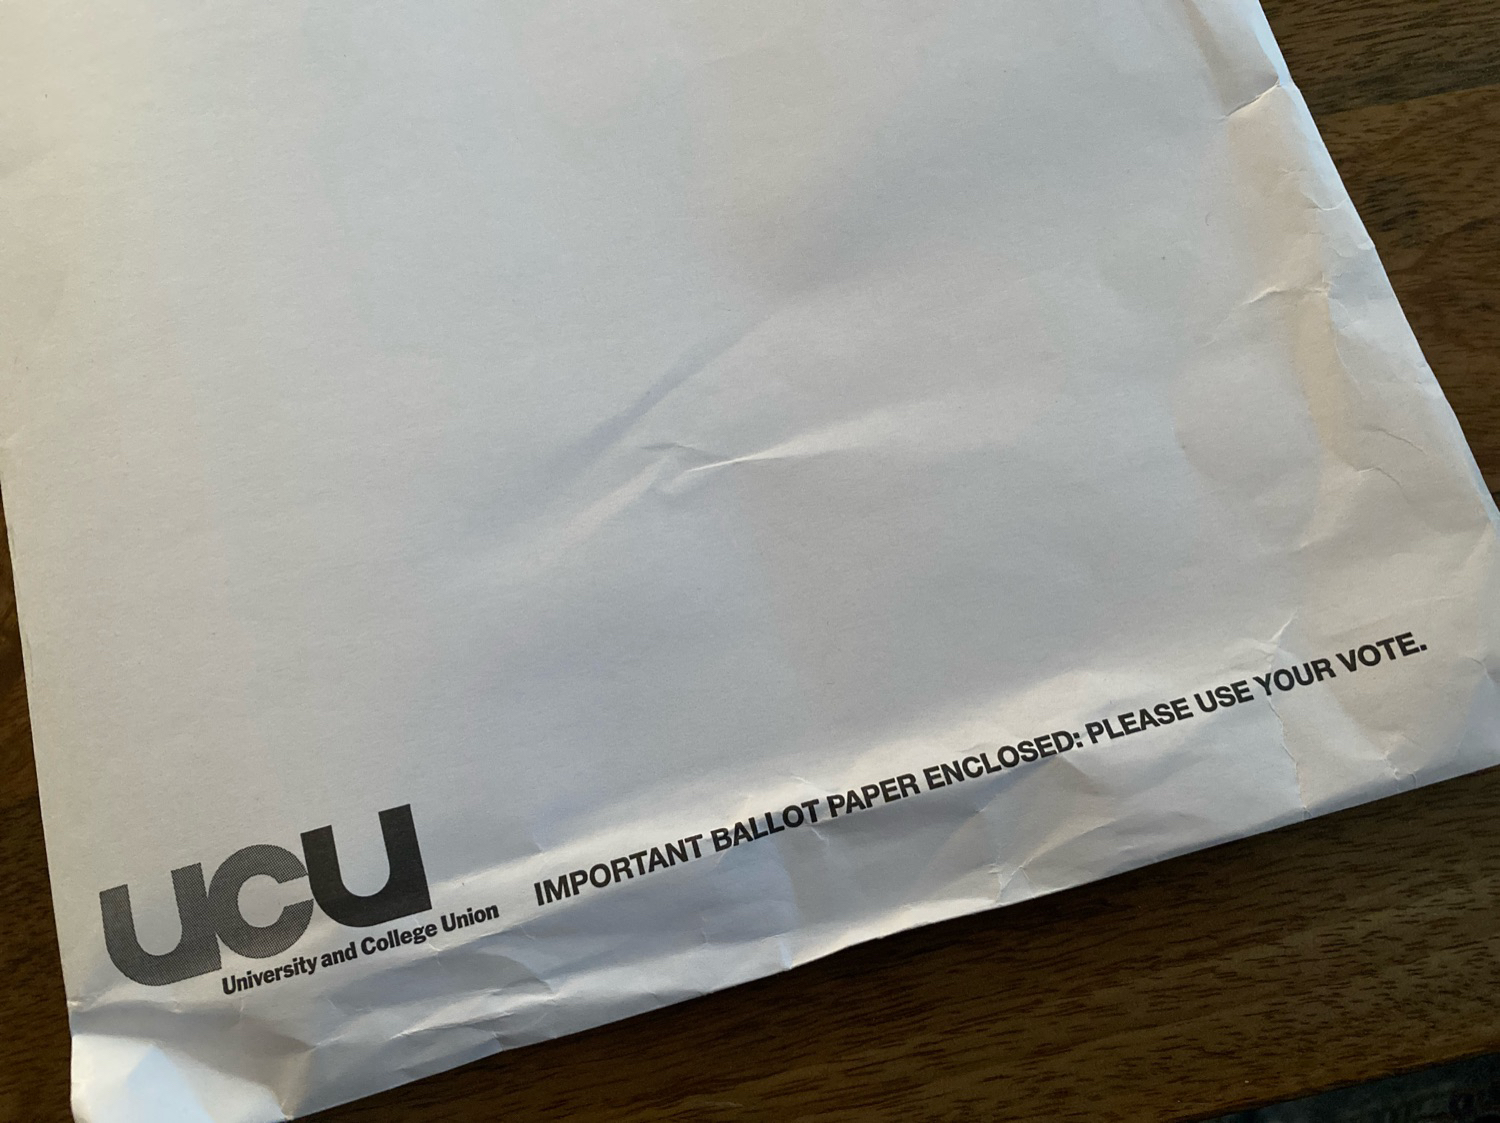 ucu
University and College Union
IMPORTANT BALLOT PAPER ENCLOSED: PLEASE USE YOUR VOTE.